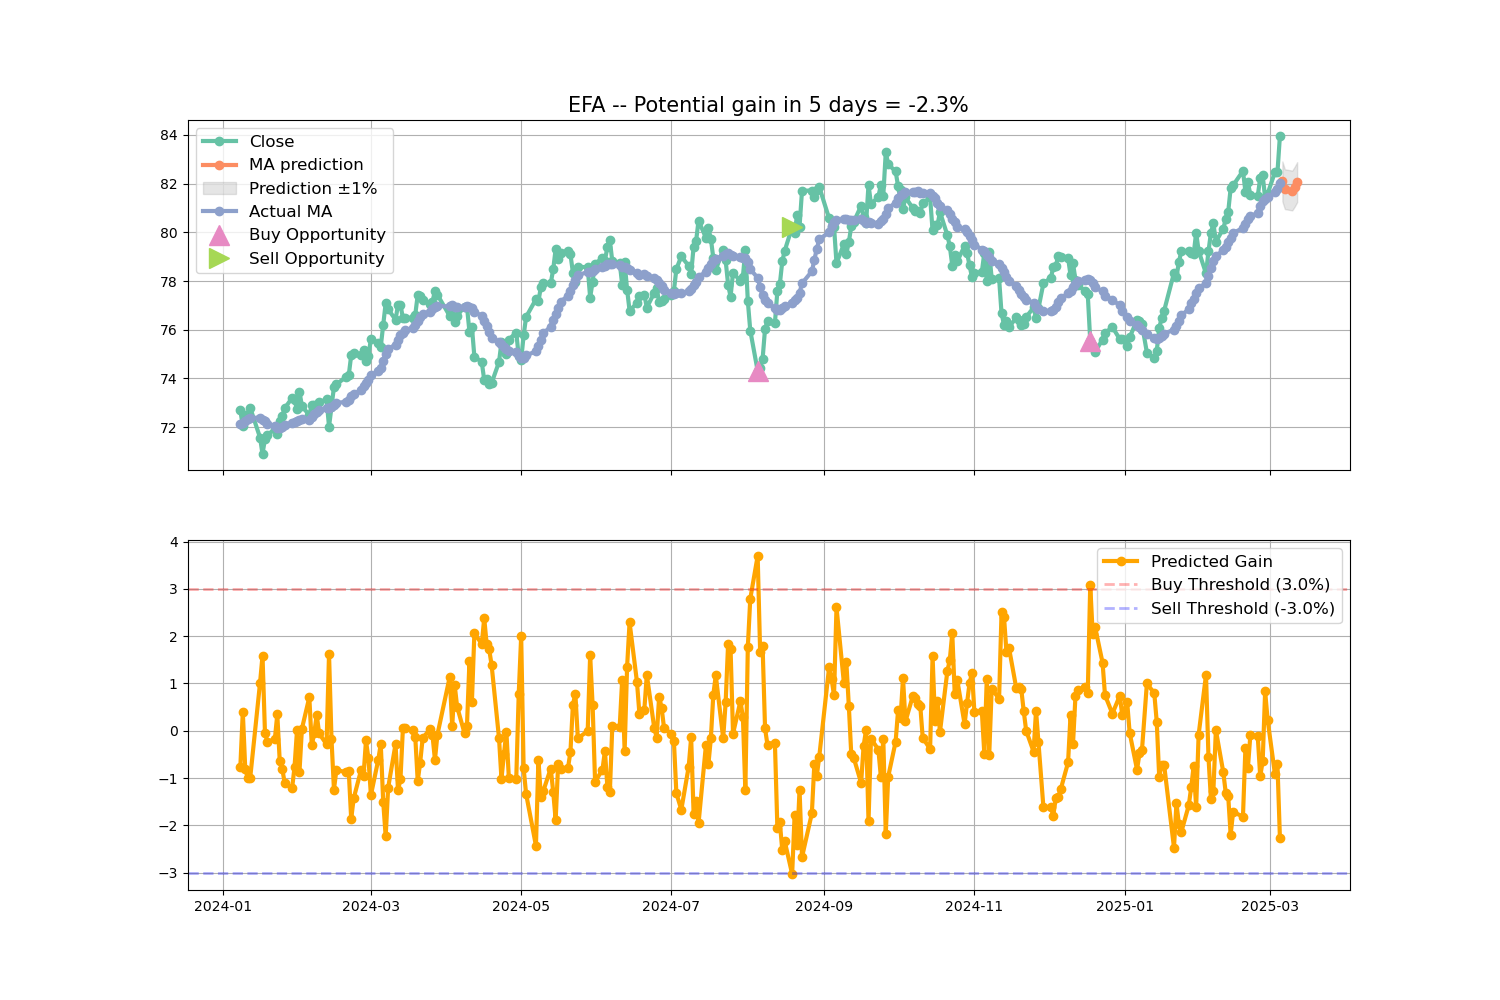 EFA -- Potential gain in 5 days = -2.3%
84
82
80
78
76
74
72
Close
MA prediction
Prediction ±1%
Actual MA
Buy Opportunity
Sell Opportunity
4
3
2
1
0
−1
−2
−3
Predicted Gain
Buy Threshold (3.0%)
Sell Threshold (-3.0%)
2024-01
2024-03
2024-05
2024-07
2024-09
2024-11
2025-01
2025-03